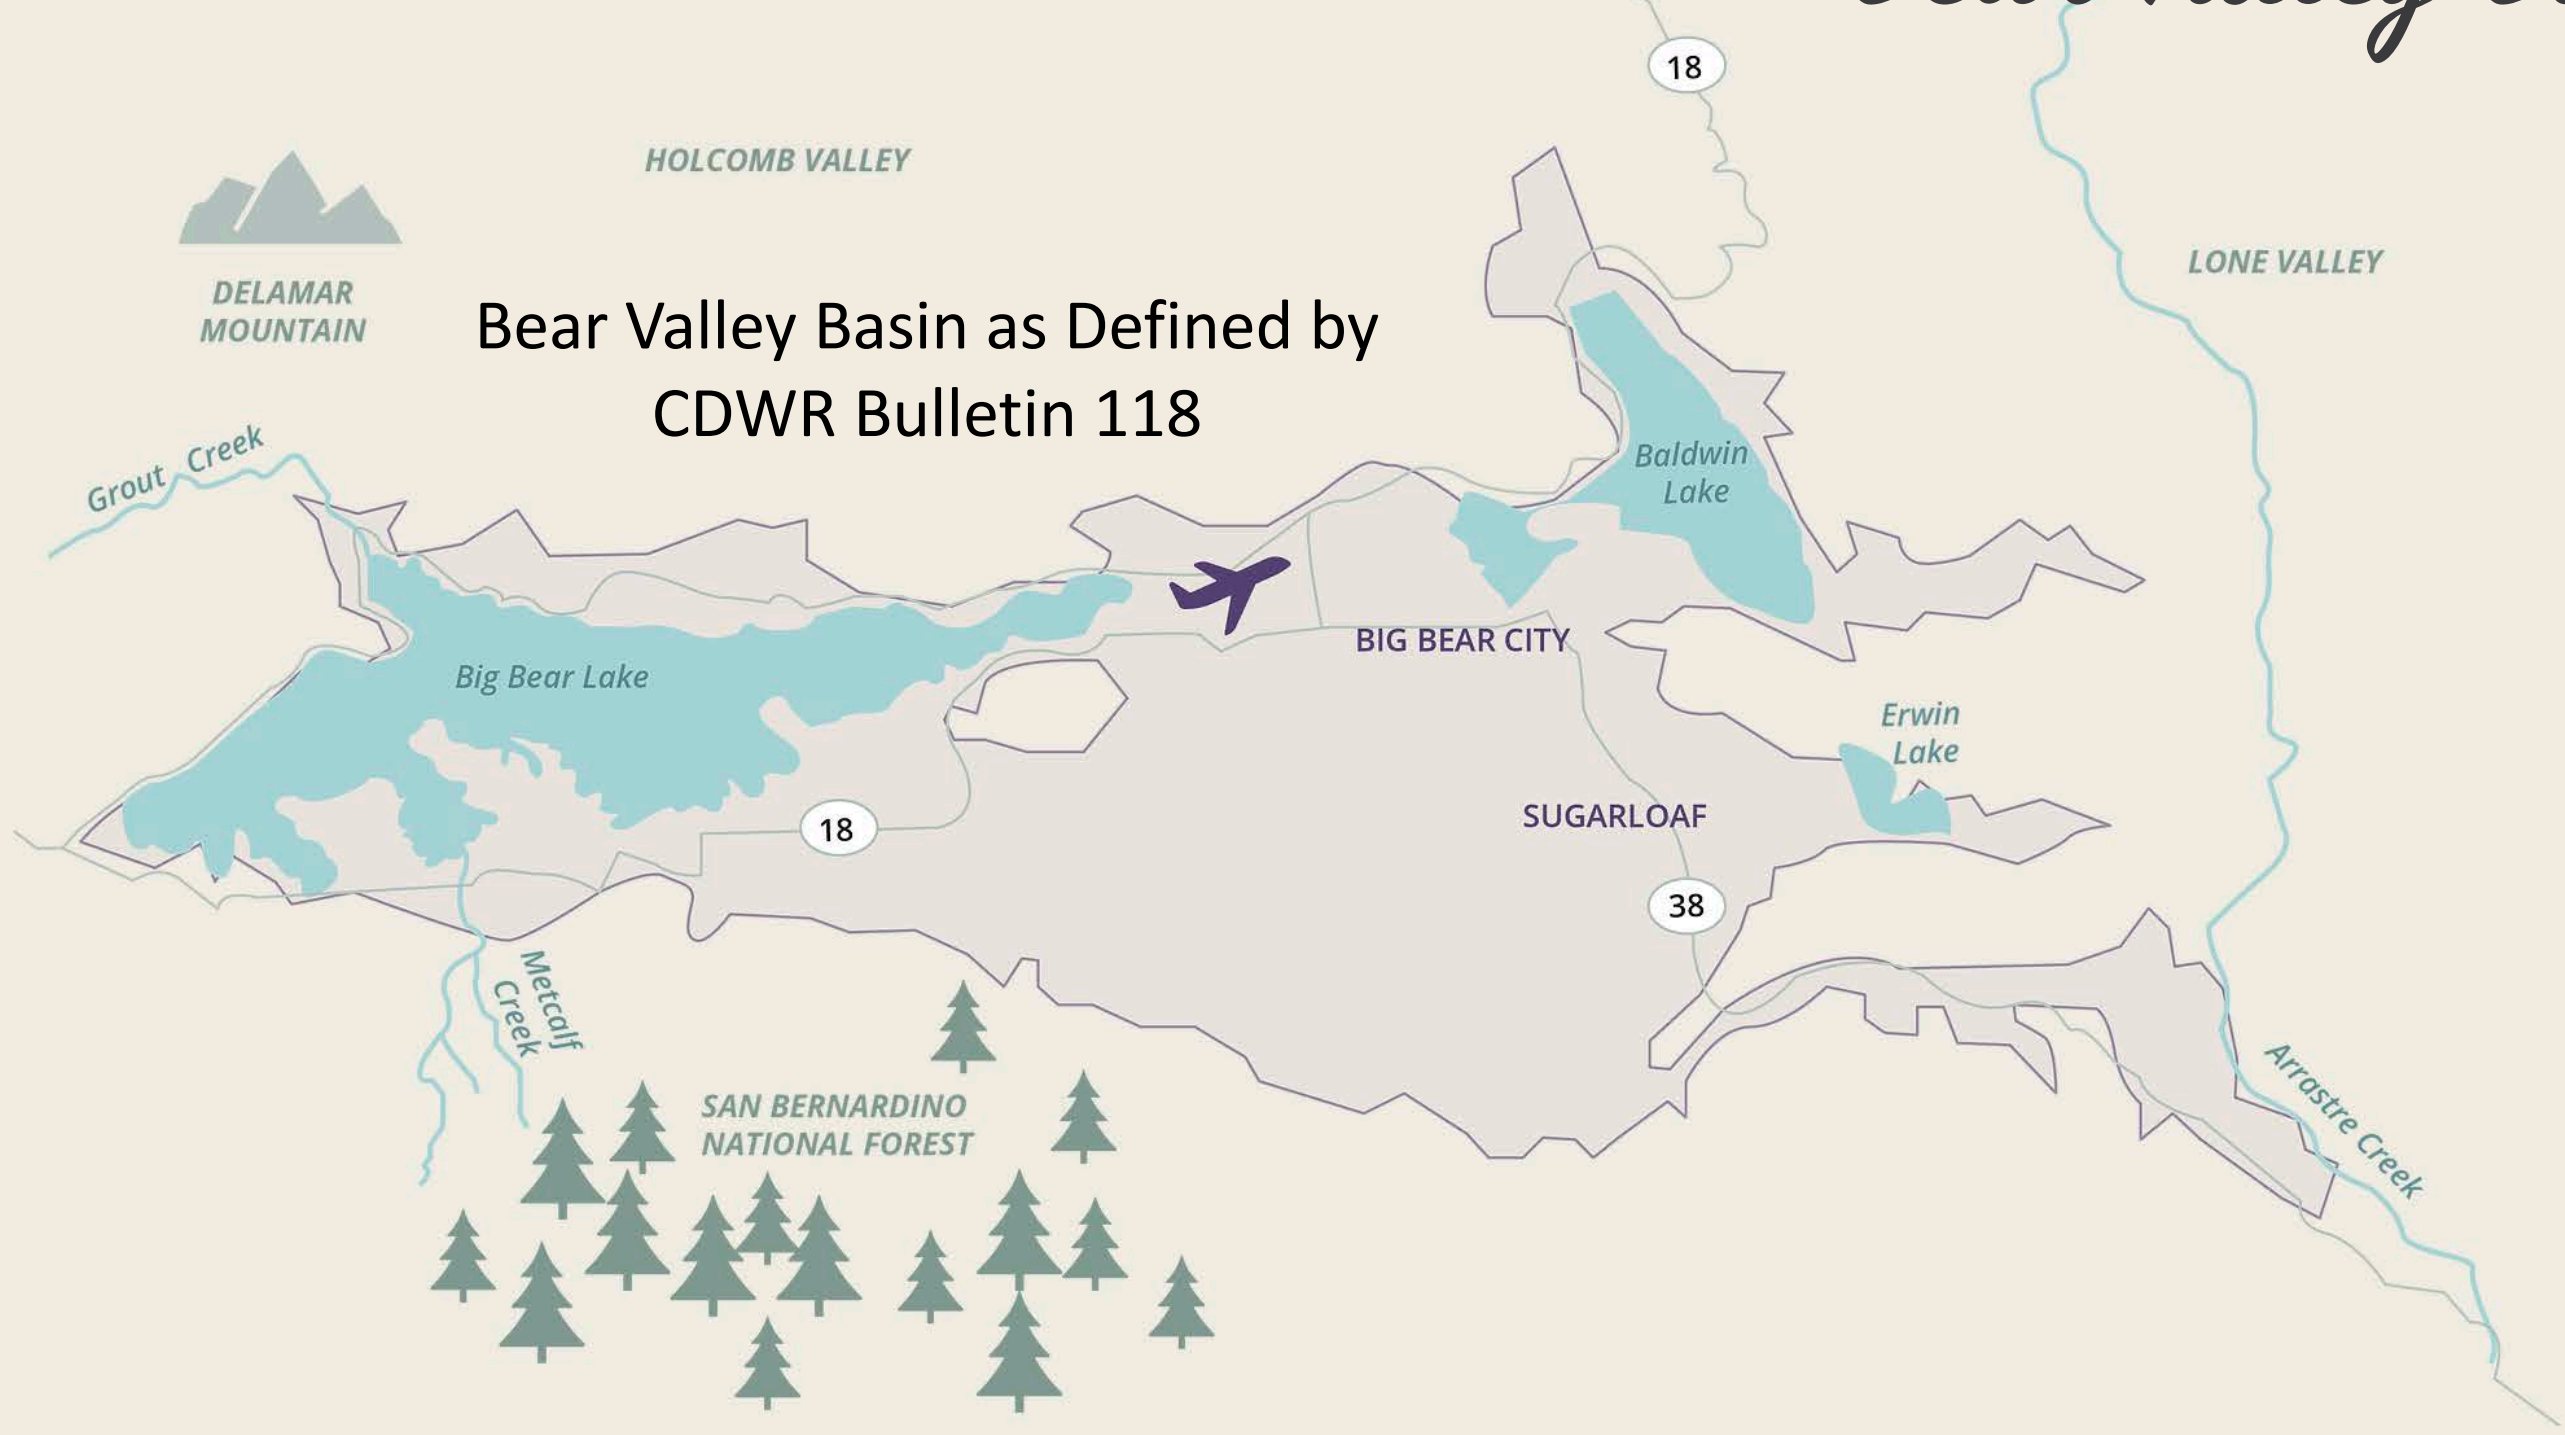 Valley
18
HOLCOMB VALLEY
LONE VALLEY
DELAMAR
MOUNTAIN
Bear Valley Basin as Defined by
CDWR Bulletin 118
Grout Creek
Baldwin
Lake
BIG BEAR CITY
Big Bear Lake
Erwin
Lake
18
SUGARLOAF
38
Metcalf
Creek
SAN BERNARDINO
NATIONAL FOREST
Arrastre Creek